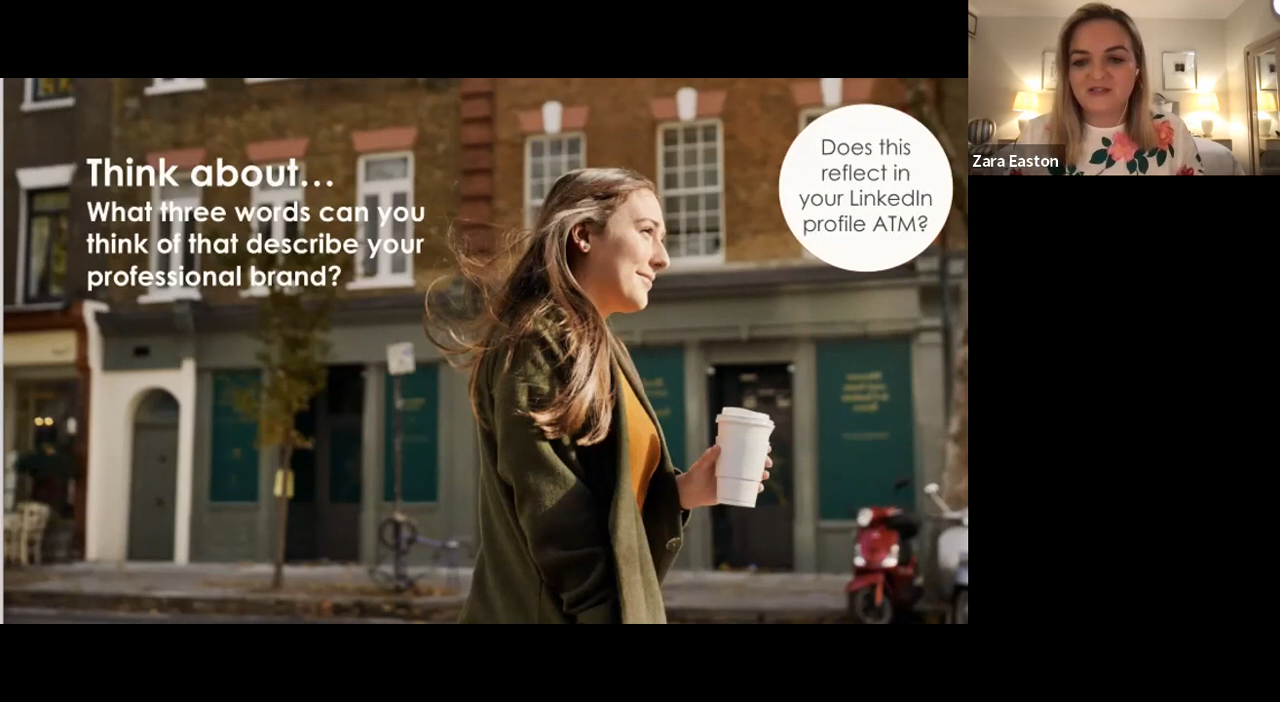 Think about...
What three words can you
think of that describe your
professional brand?
Does this
reflect in
your LinkedIn
profile ATM?
Zara Easton